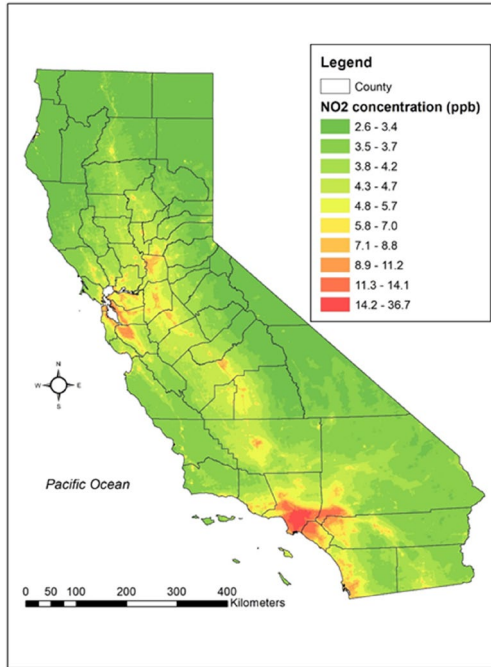 Legend
County
NO2 concentration (ppb)
2.6 - 3.4
3.5 - 3.7
3.8 - 4.2
4.3 - 4.7
4.8 - 5.7
5.8 - 7.0
7.1 - 8.8
8.9 - 11.2
11.3 - 14.1
14.2 - 36.7
N
W E
S
Pacific Ocean
0 50 100 200 300 400
Kilometers